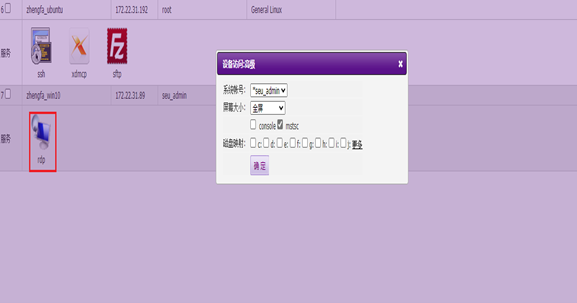 6 zhengfa_ubuntu 172.22.31.192 root General Linux
服务
ssh xdmcp sftp
7 zhengfa_win10 172.22.31.89 seu_admin
服务
rdp
设备访问-高级
系统帐号: *seu_admin
屏幕大小: 全屏
console mstsc
磁盘映射: c: d: e: f: g: h: i: j: 更多
确 定